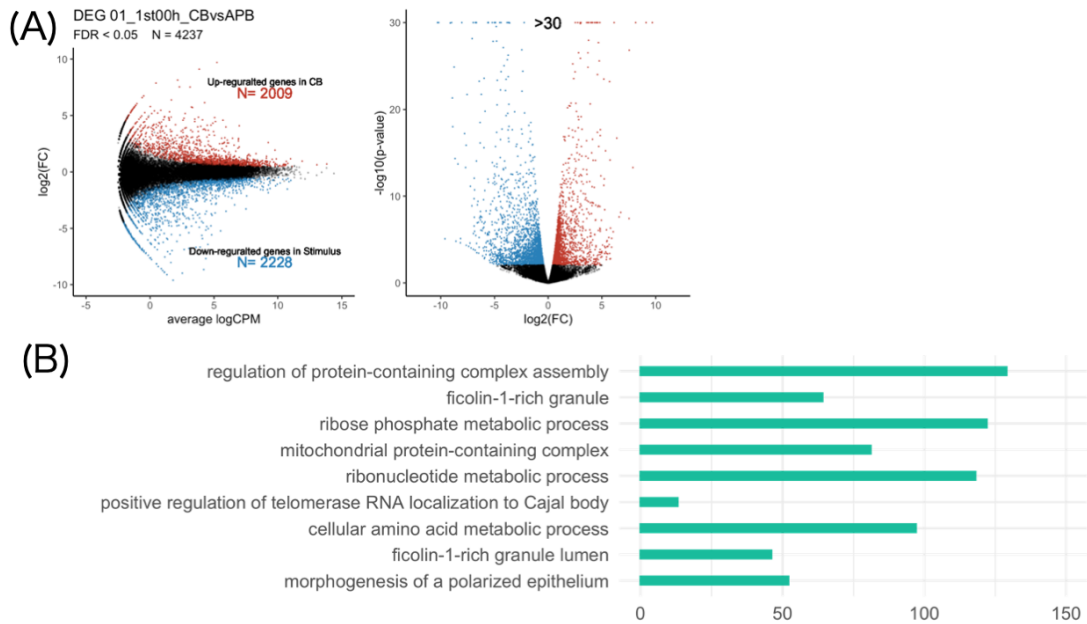 (A)
DEG 01_1st00h_CBvsAPB
FDR < 0.05 N = 4237
10
5
0
-5
-10
log2(FC)
Up-reguralted genes in CB
N= 2009
Down-reguralted genes in Stimulus
N= 2228
-5
0
5
10
15
average logCPM
30
20
10
0
-log10(p-value)
>30
-10
-5
0
5
10
log2(FC)
(B)
regulation of protein-containing complex assembly
ficolin-1-rich granule
ribose phosphate metabolic process
mitochondrial protein-containing complex
ribonucleotide metabolic process
positive regulation of telomerase RNA localization to Cajal body
cellular amino acid metabolic process
ficolin-1-rich granule lumen
morphogenesis of a polarized epithelium
0
50
100
150